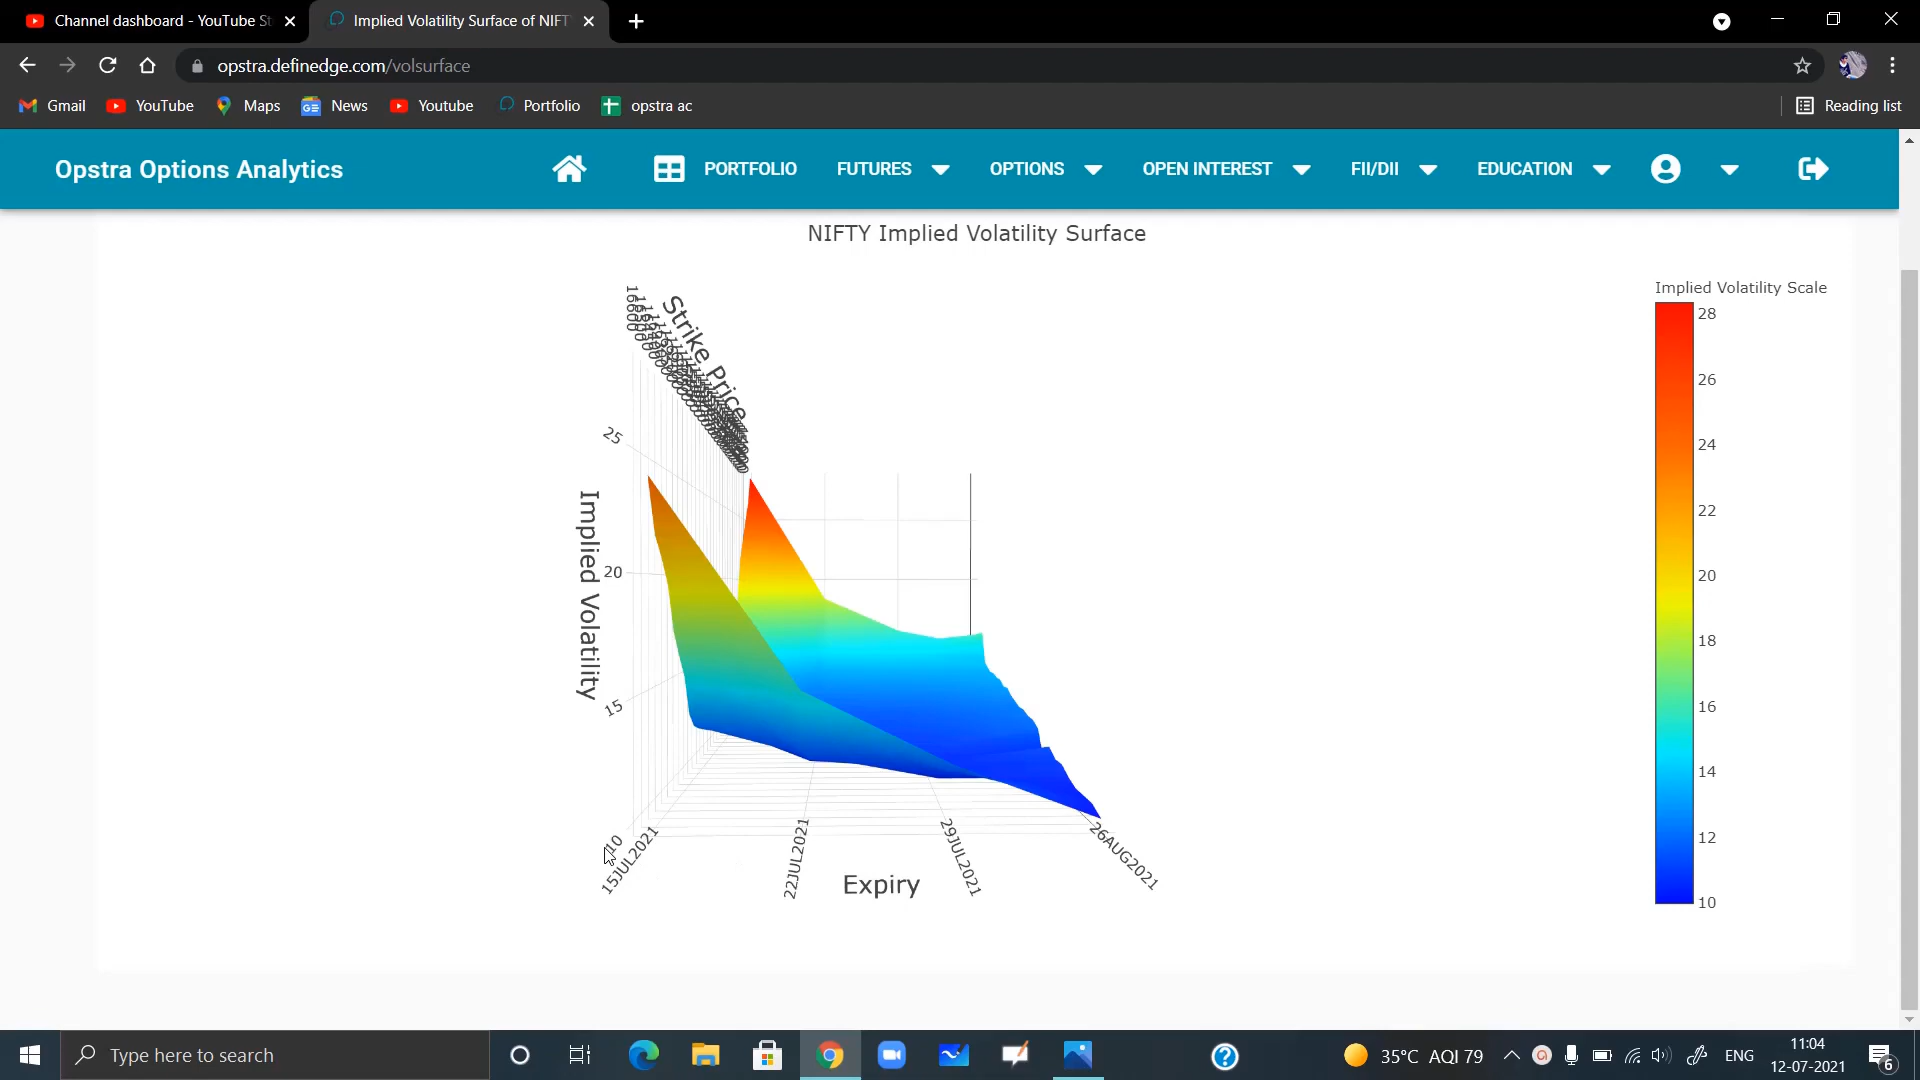 Channel dashboard - YouTube St
Implied Volatility Surface of NIFT
opstra.definedge.com/volsurface
Gmail
YouTube
Maps
News
Youtube
Portfolio
opstra ac
Reading list
Opstra Options Analytics
PORTFOLIO
FUTURES
OPTIONS
OPEN INTEREST
FII/DII
EDUCATION
NIFTY Implied Volatility Surface
Implied Volatility Scale
28
26
24
22
20
18
16
14
12
10
Strike Price
16600
Implied Volatility
25
20
15
10
15JUL2021
22JUL2021
29JUL2021
26AUG2021
Expiry
Type here to search
35°C AQI 79
ENG
11:04
12-07-2021
6